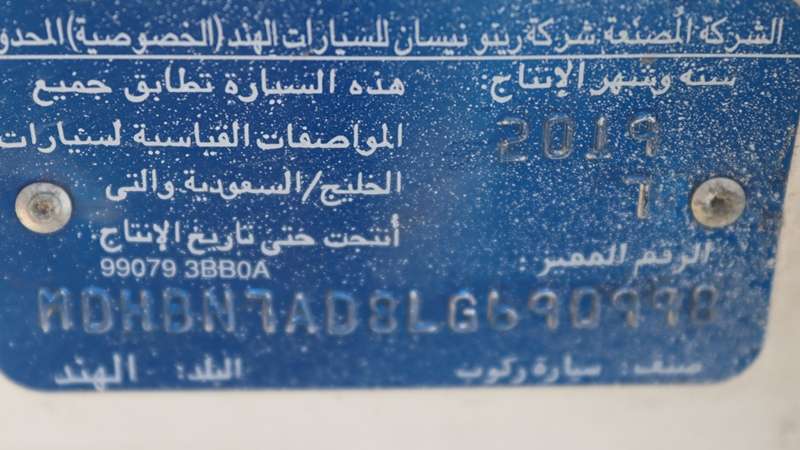 الشركة المصنعة شركة رينو نيسان للسيارات الهند (الخصوصية) المحدو
سنة وشهر الإنتاج:
2019
7
هذه السيارة تطابق جميع
المواصفات القياسية لسيارات
الخليج/السعودية والتى
أنتجت حتى تاريخ الإنتاج
99079 3BB0A
الرقم المميز :
MDHBN7AD8LG690998
صنف: سيارة ركوب
البلد: الهند